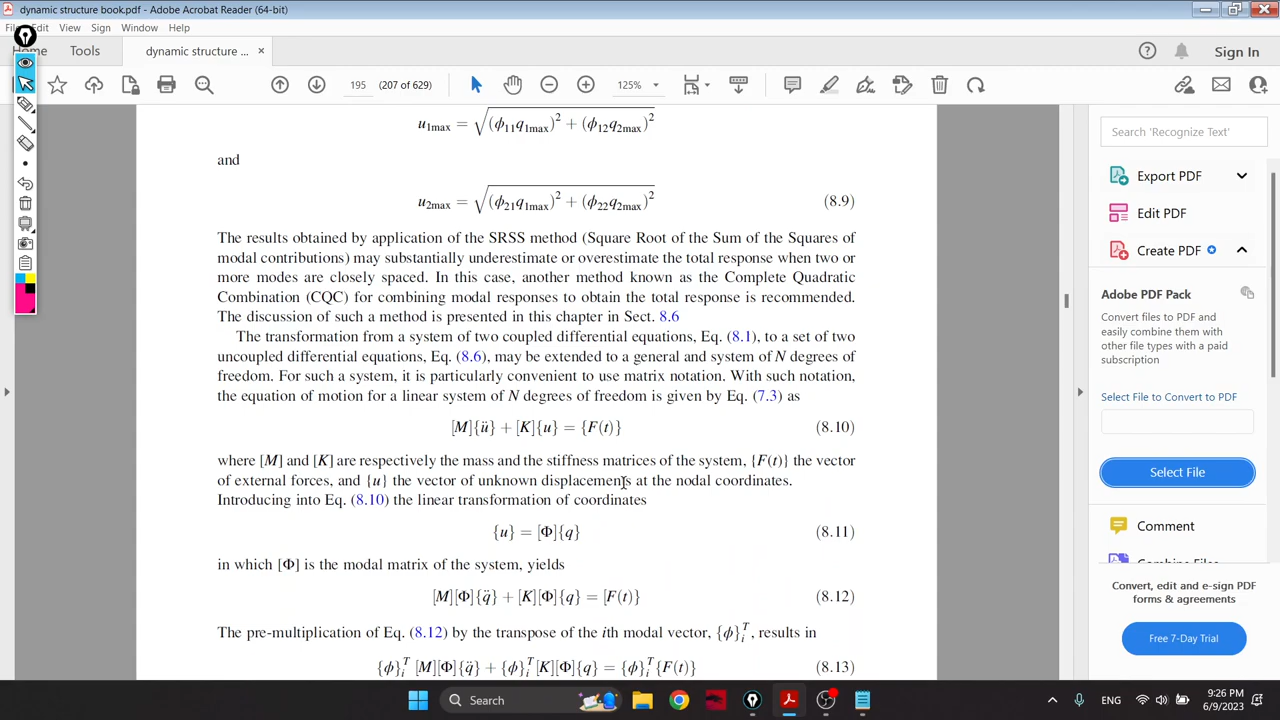 dynamic structure book.pdf - Adobe Acrobat Reader (64-bit)
File Edit View Sign Window Help
Home Tools dynamic structure ... × Sign In
195 (207 of 629) 125%
u₁max = √(ϕ₁₁q₁max)² + (ϕ₁₂q₂max)²
and
u₂max = √(ϕ₂₁q₁max)² + (ϕ₂₂q₂max)² (8.9)
The results obtained by application of the SRSS method (Square Root of the Sum of the Squares of
modal contributions) may substantially underestimate or overestimate the total response when two or
more modes are closely spaced. In this case, another method known as the Complete Quadratic
Combination (CQC) for combining modal responses to obtain the total response is recommended.
The discussion of such a method is presented in this chapter in Sect. 8.6
The transformation from a system of two coupled differential equations, Eq. (8.1), to a set of two
uncoupled differential equations, Eq. (8.6), may be extended to a general and system of N degrees of
freedom. For such a system, it is particularly convenient to use matrix notation. With such notation,
the equation of motion for a linear system of N degrees of freedom is given by Eq. (7.3) as
[M]{ü} + [K]{u} = {F(t)} (8.10)
where [M] and [K] are respectively the mass and the stiffness matrices of the system, {F(t)} the vector
of external forces, and {u} the vector of unknown displacements at the nodal coordinates.
Introducing into Eq. (8.10) the linear transformation of coordinates
{u} = [Φ]{q} (8.11)
in which [Φ] is the modal matrix of the system, yields
[M][Φ]{q̈} + [K][Φ]{q} = [F(t)} (8.12)
The pre-multiplication of Eq. (8.12) by the transpose of the ith modal vector, {ϕ}ᵢᵀ, results in
{ϕ}ᵢᵀ[M][Φ]{q̈} + {ϕ}ᵢᵀ[K][Φ]{q} = {ϕ}ᵢᵀ{F(t)} (8.13)
Search 'Recognize Text'
Export PDF
Edit PDF
Create PDF
Adobe PDF Pack
Convert files to PDF and
easily combine them with
other file types with a paid
subscription
Select File to Convert to PDF
Select File
Comment
Combine Files
Convert, edit and e-sign PDF
forms & agreements
Free 7-Day Trial
Search
ENG
9:26 PM
6/9/2023